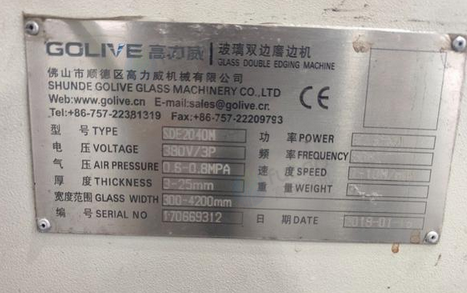 GOLIVE 高力威 玻璃双边磨边机
GLASS DOUBLE EDGING MACHINE
佛山市顺德区高力威机械有限公司
SHUNDE GOLIVE GLASS MACHINERY CO.,LTD
Web:www.golive.cn E-mail:sales@golive.cn
Tel:+86-757-22381319 Fax:+86-757-22209793
型 号 TYPE SDE2040M 功 率 POWER
电 压 VOLTAGE 380V/3P 频 率 FREQUENCY
气 压 AIR PRESSURE 0.6-0.8MPA 速 度 SPEED
厚 度 THICKNESS 3-25mm 重 量 WEIGHT
宽度范围 GLASS WIDTH 300-4200mm
编 号 SERIAL NO 170669312 日 期 DATE 2018-01
CE